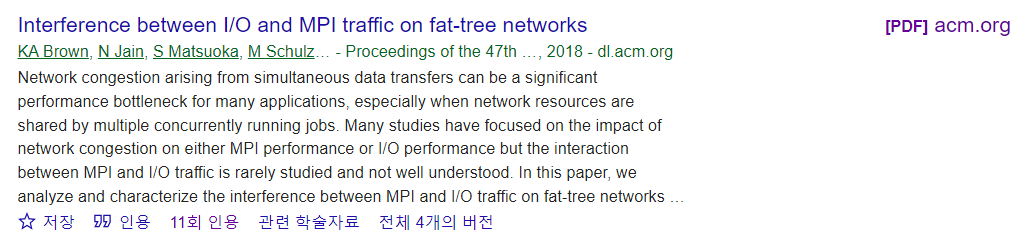 Interference between I/O and MPI traffic on fat-tree networks
[PDF] acm.org
KA Brown, N Jain, S Matsuoka, M Schulz… - Proceedings of the 47th …, 2018 - dl.acm.org
Network congestion arising from simultaneous data transfers can be a significant
performance bottleneck for many applications, especially when network resources are
shared by multiple concurrently running jobs. Many studies have focused on the impact of
network congestion on either MPI performance or I/O performance but the interaction
between MPI and I/O traffic is rarely studied and not well understood. In this paper, we
analyze and characterize the interference between MPI and I/O traffic on fat-tree networks …
저장 인용 11회 인용 관련 학술자료 전체 4개의 버전